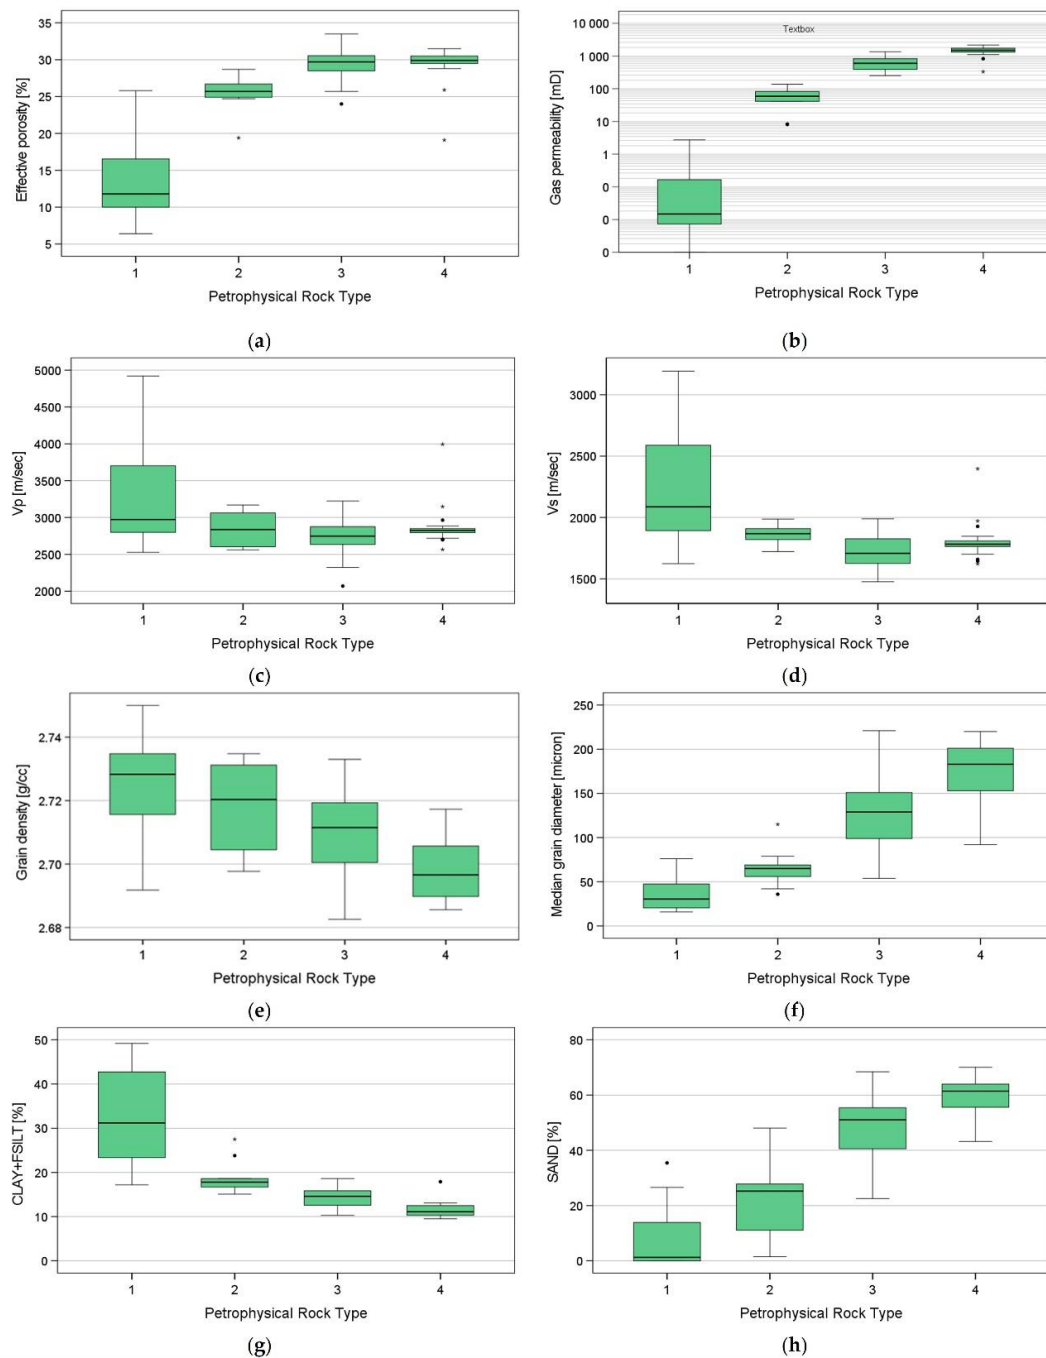 35
30
25
20
15
10
5
Effective porosity [%]
1 2 3 4
Petrophysical Rock Type
(a)
10 000
1 000
100
10
1
0
0
0
Gas permeability [mD]
Textbox
1 2 3 4
Petrophysical Rock Type
(b)
5000
4500
4000
3500
3000
2500
2000
Vp [m/sec]
1 2 3 4
Petrophysical Rock Type
(c)
3000
2500
2000
1500
Vs [m/sec]
1 2 3 4
Petrophysical Rock Type
(d)
2.74
2.72
2.70
2.68
Grain density [g/cc]
1 2 3 4
Petrophysical Rock Type
(e)
250
200
150
100
50
0
Median grain diameter [micron]
1 2 3 4
Petrophysical Rock Type
(f)
50
40
30
20
10
0
CLAY+FSILT [%]
1 2 3 4
Petrophysical Rock Type
(g)
80
60
40
20
0
SAND [%]
1 2 3 4
Petrophysical Rock Type
(h)